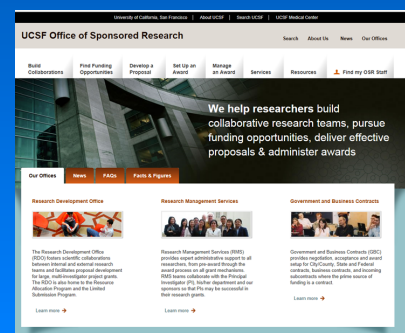 University of California, San Francisco | About UCSF | Search UCSF | UCSF Medical Center
UCSF Office of Sponsored Research
Search About Us News Our Offices
Build Collaborations
Find Funding Opportunities
Develop a Proposal
Set Up an Award
Manage an Award
Services
Resources
Find my OSR Staff
We help researchers build
collaborative research teams, pursue
funding opportunities, deliver effective
proposals & administer awards
Our Offices News FAQs Facts & Figures
Research Development Office
The Research Development Office
(RDO) fosters scientific collaborations
between internal and external research
teams and facilitates proposal development
for large, multi-investigator project grants.
The RDO is also home to the Resource
Allocation Program and the Limited
Submission Program.
Learn more →
Research Management Services
Research Management Services (RMS)
provides expert administrative support to all
researchers, from pre-award through the
award process on all grant mechanisms.
RMS teams collaborate with the Principal
Investigator (PI), his/her department and our
sponsors so that PIs may be successful in
their research grants.
Learn more →
Government and Business Contracts
Government and Business Contracts (GBC)
provides negotiation, acceptance and award
setup for City/County, State and Federal
contracts, business contracts, and incoming
subcontracts where the prime source of
funding is a contract.
Learn more →